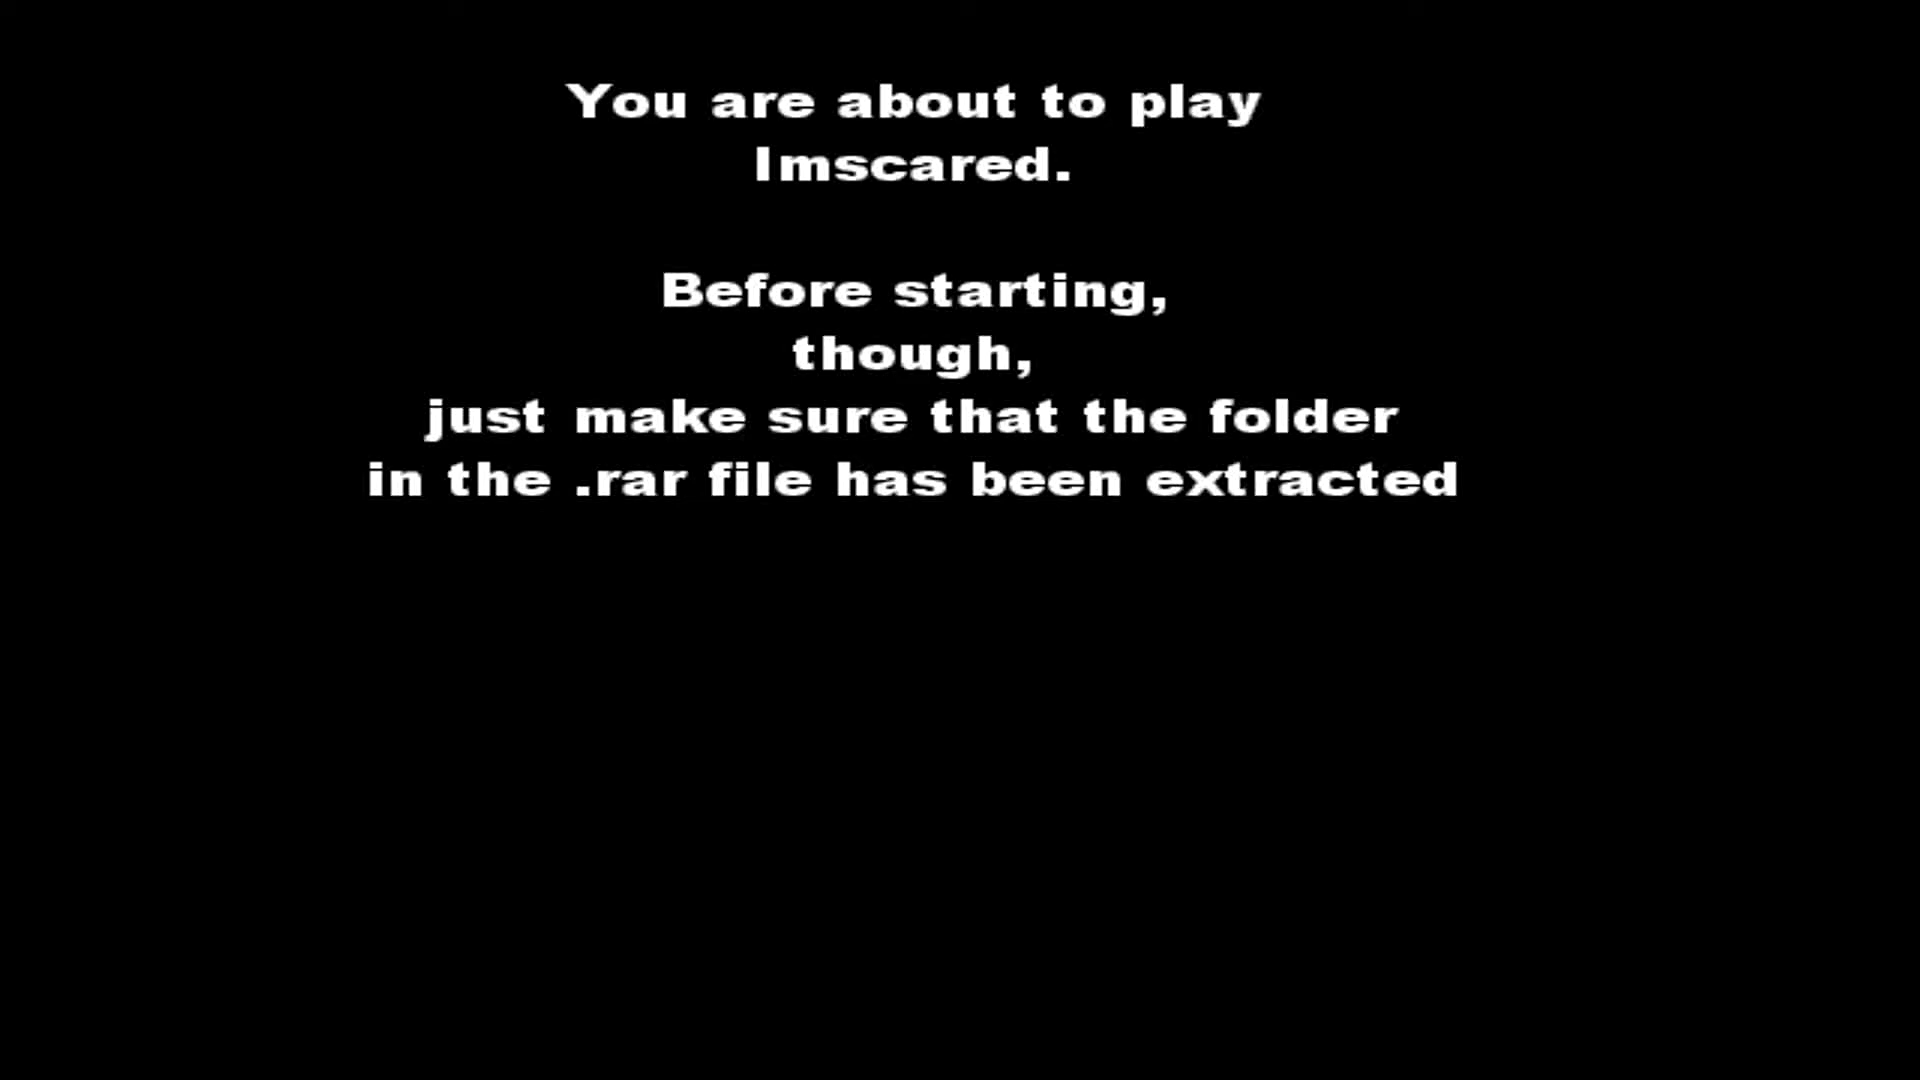 You are about to play
Imscared.
Before starting,
though,
just make sure that the folder
in the .rar file has been extracted